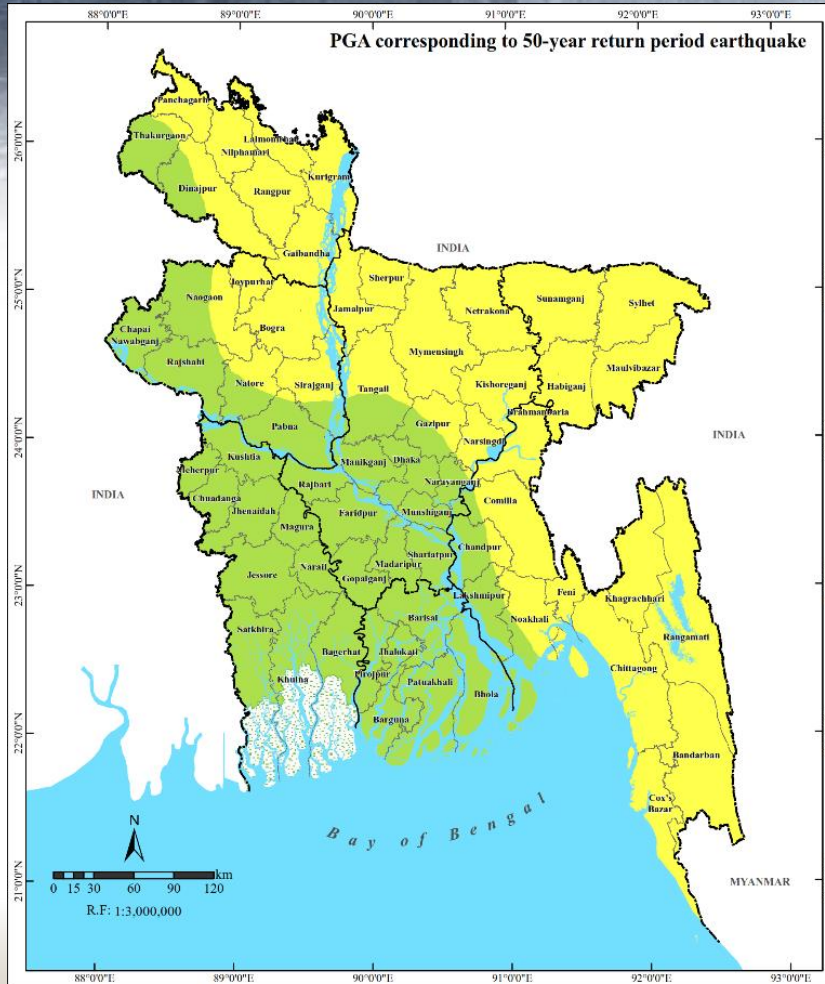 88°0'0"E 89°0'0"E 90°0'0"E 91°0'0"E 92°0'0"E 93°0'0"E
PGA corresponding to 50-year return period earthquake
26°0'0"N
25°0'0"N
24°0'0"N
23°0'0"N
22°0'0"N
21°0'0"N
Panchagarh
Thakurgaon
Nilphamari
Kurigram
Dinajpur
Rangpur
Gaibandha
INDIA
Joypurhat
Sherpur
Naogaon
Jamalpur
Netrakona
Sunamganj
Sylhet
Chapai
Nawabganj
Bogra
Mymensingh
Rajshahi
Maulvibazar
Natore
Sirajganj
Tangail
Kishoreganj
Habiganj
Brahmanbaria
Pabna
Gazipur
Narsingdi
INDIA
Kushtia
Manikganj
Dhaka
Meherpur
Rajbari
Narayanganj
INDIA
Chuadanga
Jhenaidah
Faridpur
Munshiganj
Comilla
Magura
Shariatpur
Chandpur
Jessore
Narail
Madaripur
Gopalganj
Lakshmipur
Feni
Khagrachhari
Noakhali
Satkhira
Barisal
Rangamati
Bagerhat
Jhalokati
Chittagong
Khulna
Pirojpur
Patuakhali
Bhola
Barguna
Bandarban
Cox's
Bazar
Bay of Bengal
N
km
0 15 30 60 90 120
R.F: 1:3,000,000
MYANMAR
88°0'0"E 89°0'0"E 90°0'0"E 91°0'0"E 92°0'0"E 93°0'0"E